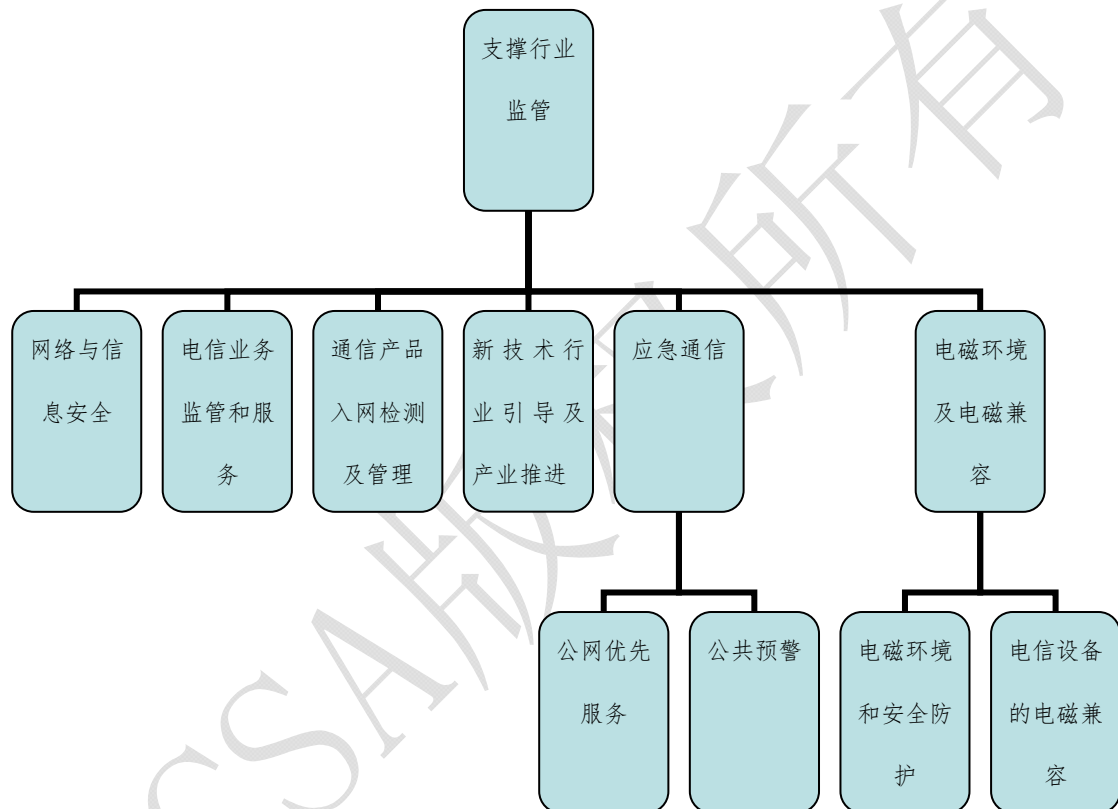 支撑行业
监管
网络与信
息安全
电信业务
监管和服
务
通信产品
入网检测
及管理
新技术行
业引导及
产业推进
应急通信
电磁环境
及电磁兼
容
公网优先
服务
公共预警
电磁环境
和安全防
护
电信设备
的电磁兼
容
CSA版权所有